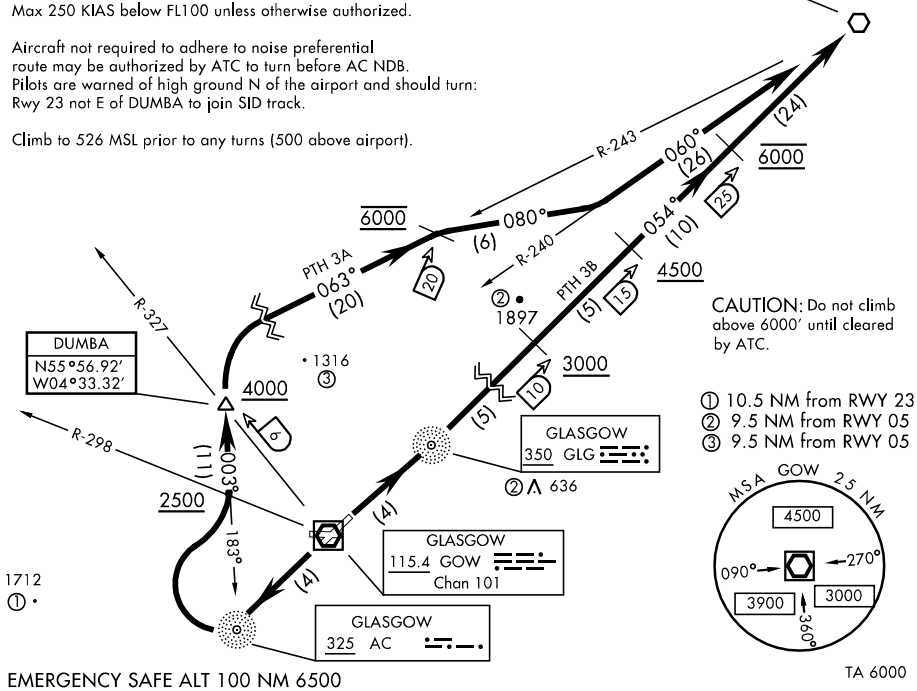 Max 250 KIAS below FL100 unless otherwise authorized.
Aircraft not required to adhere to noise preferential
route may be authorized by ATC to turn before AC NDB.
Pilots are warned of high ground N of the airport and should turn:
Rwy 23 not E of DUMBA to join SID track.
Climb to 526 MSL prior to any turns (500 above airport).
R-243
060°
(26)
(24)
6000
25
6000
080°
(6)
R-240
054°
(10)
PTH 3A
063°
(20)
20
PTH 3B
(5)
15
4500
R-327
② •
1897
CAUTION: Do not climb
above 6000' until cleared
by ATC.
DUMBA
N55°56.92'
W04°33.32'
• 1316
③
3000
10
4000
6
(5)
① 10.5 NM from RWY 23
② 9.5 NM from RWY 05
③ 9.5 NM from RWY 05
R-298
003°
(11)
GLASGOW
350 GLG
② Λ 636
2500
183°
(4)
(4)
GLASGOW
115.4 GOW
Chan 101
MSA GOW 25 NM
4500
090°
270°
3900
3000
360°
1712
① •
GLASGOW
325 AC
EMERGENCY SAFE ALT 100 NM 6500
TA 6000